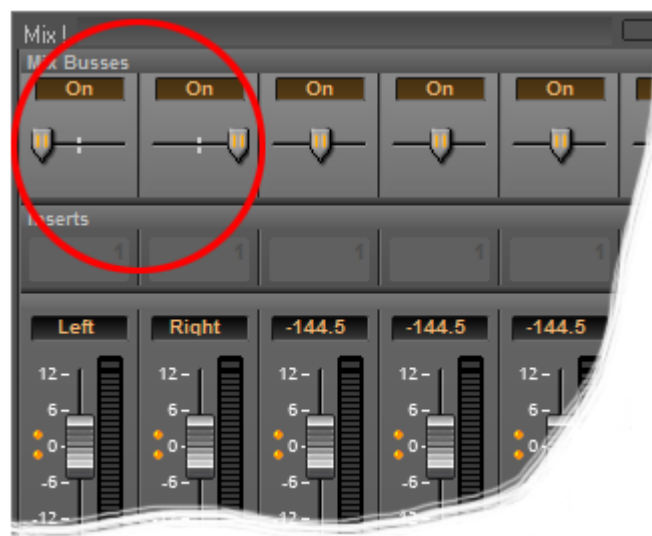 Mix !
Mix Busses
On On On On On
Inserts
1 1 1 1 1
Left Right -144.5 -144.5 -144.5
12 12 12 12 12
6 6 6 6 6
0 0 0 0 0
-6 -6 -6 -6
-12 -12